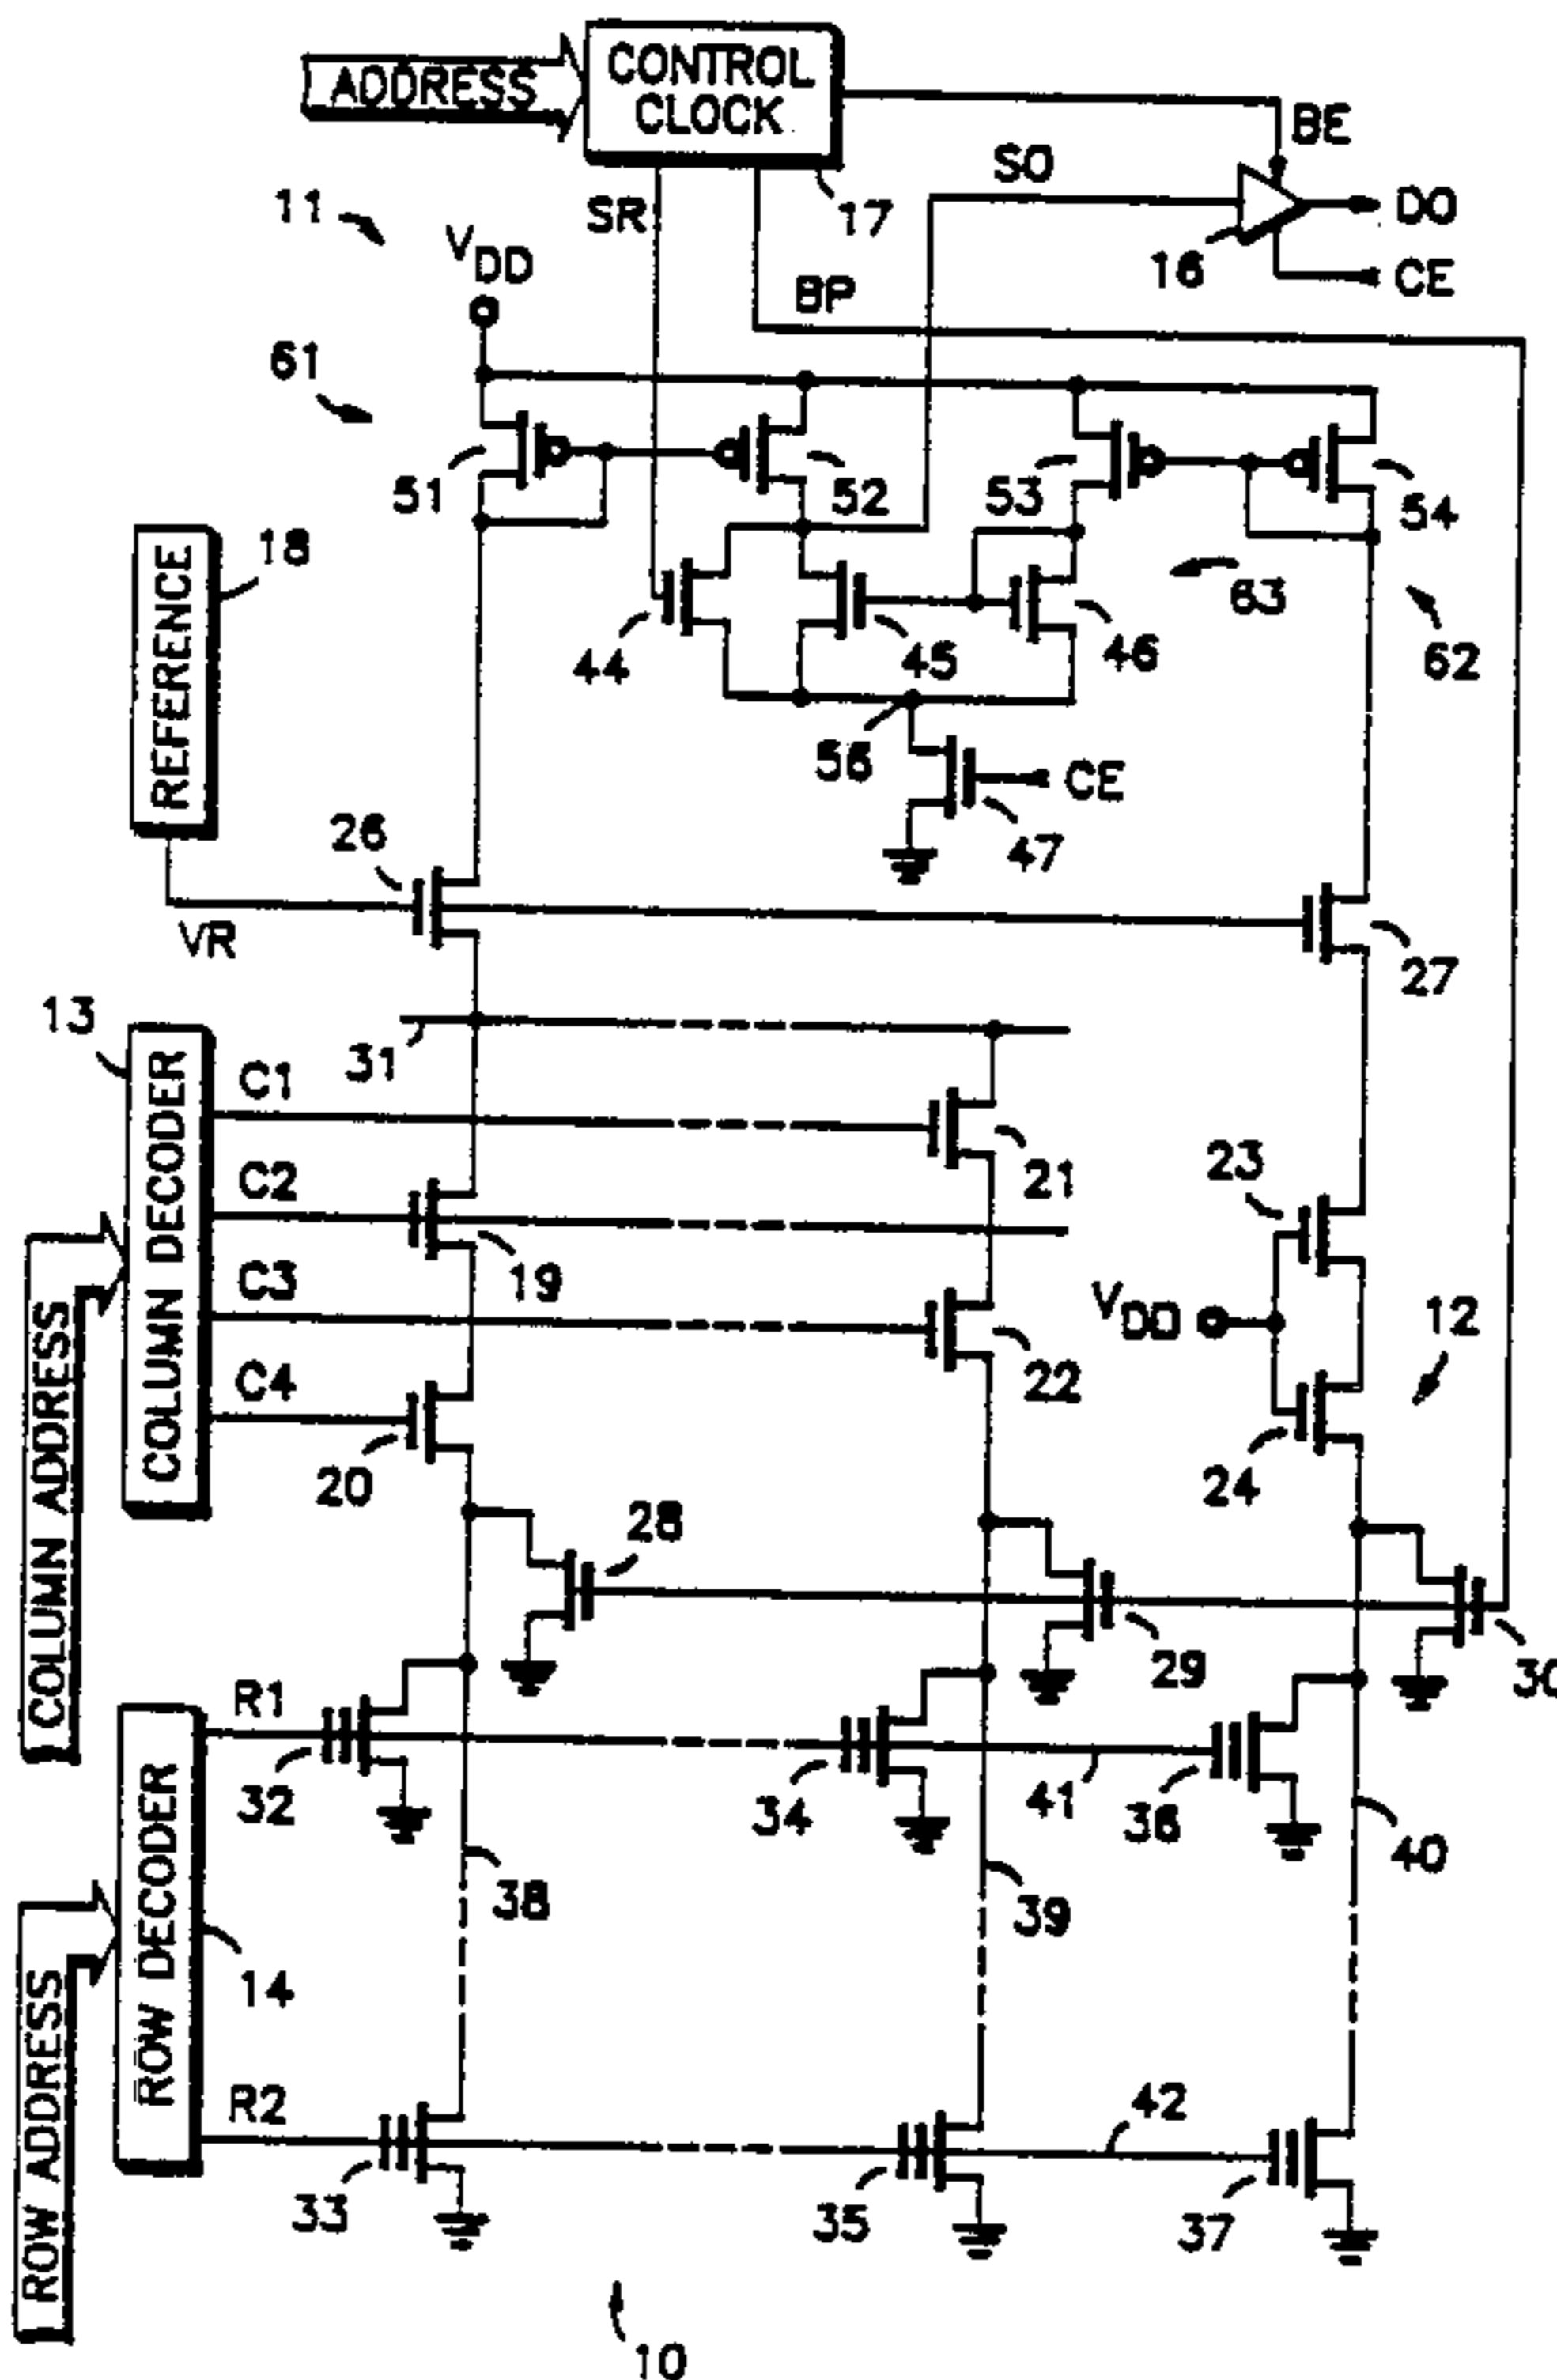 ADDRESS
CONTROL
CLOCK
BE
SO
DO
11
SR
17
16
CE
VDD
BP
61
51
52
53
54
18
REFERENCE
63
44
45
46
62
56
CE
47
26
VR
27
13
31
C1
COLUMN DECODER
21
23
C2
19
C3
VDD
12
COLUMN ADDRESS
22
C4
20
24
28
29
30
R1
32
34
41
36
40
ROW DECODER
38
39
14
ROW ADDRESS
R2
42
33
35
37
10